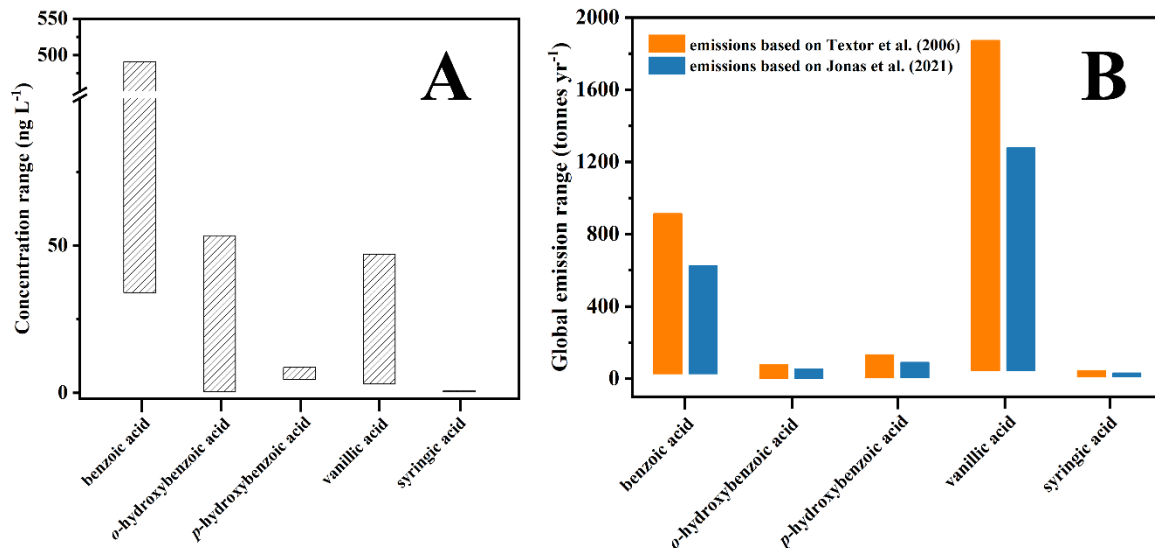 A
Concentration range (ng L⁻¹)
550
500
50
0
benzoic acid
o-hydroxybenzoic acid
p-hydroxybenzoic acid
vanillic acid
syringic acid
B
Global emission range (tonnes yr⁻¹)
2000
1600
1200
800
400
0
emissions based on Textor et al. (2006)
emissions based on Jonas et al. (2021)
benzoic acid
o-hydroxybenzoic acid
p-hydroxybenzoic acid
vanillic acid
syringic acid